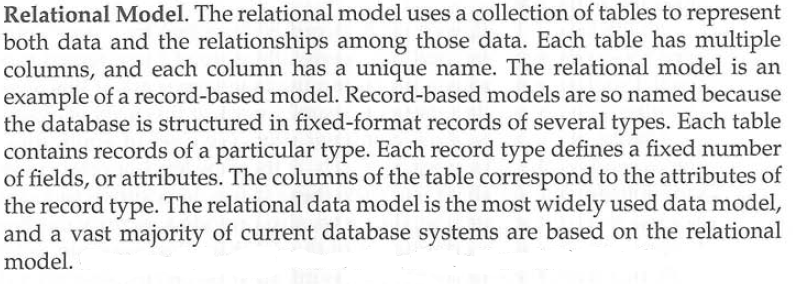 Relational Model. The relational model uses a collection of tables to represent
both data and the relationships among those data. Each table has multiple
columns, and each column has a unique name. The relational model is an
example of a record-based model. Record-based models are so named because
the database is structured in fixed-format records of several types. Each table
contains records of a particular type. Each record type defines a fixed number
of fields, or attributes. The columns of the table correspond to the attributes of
the record type. The relational data model is the most widely used data model,
and a vast majority of current database systems are based on the relational
model.